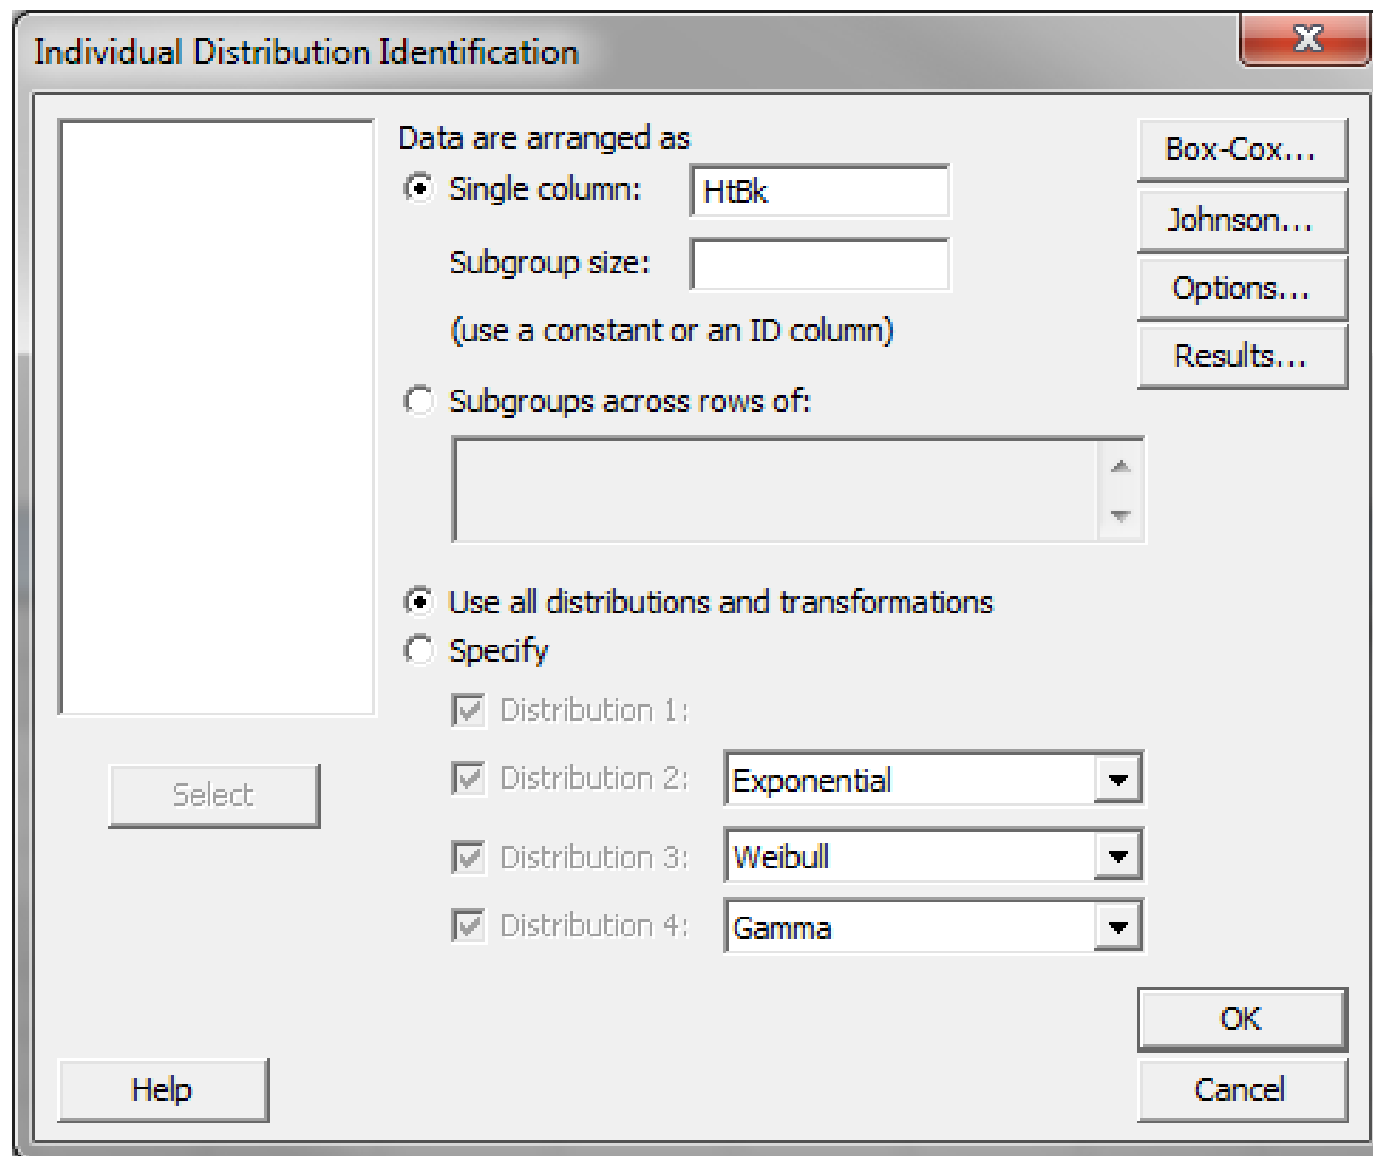 Individual Distribution Identification
Data are arranged as
Box-Cox...
Single column: HtBk
Johnson...
Subgroup size:
Options...
(use a constant or an ID column)
Results...
Subgroups across rows of:
Use all distributions and transformations
Specify
Distribution 1:
Select
Distribution 2: Exponential
Distribution 3: Weibull
Distribution 4: Gamma
OK
Help
Cancel